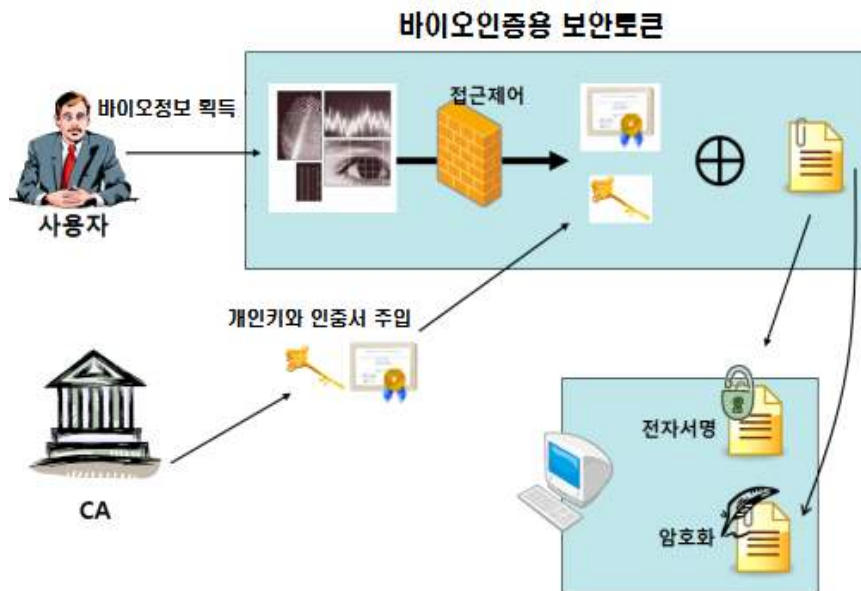 바이오인증용 보안토큰
바이오정보 획득
접근제어
사용자
개인키와 인증서 주입
CA
전자서명
암호화